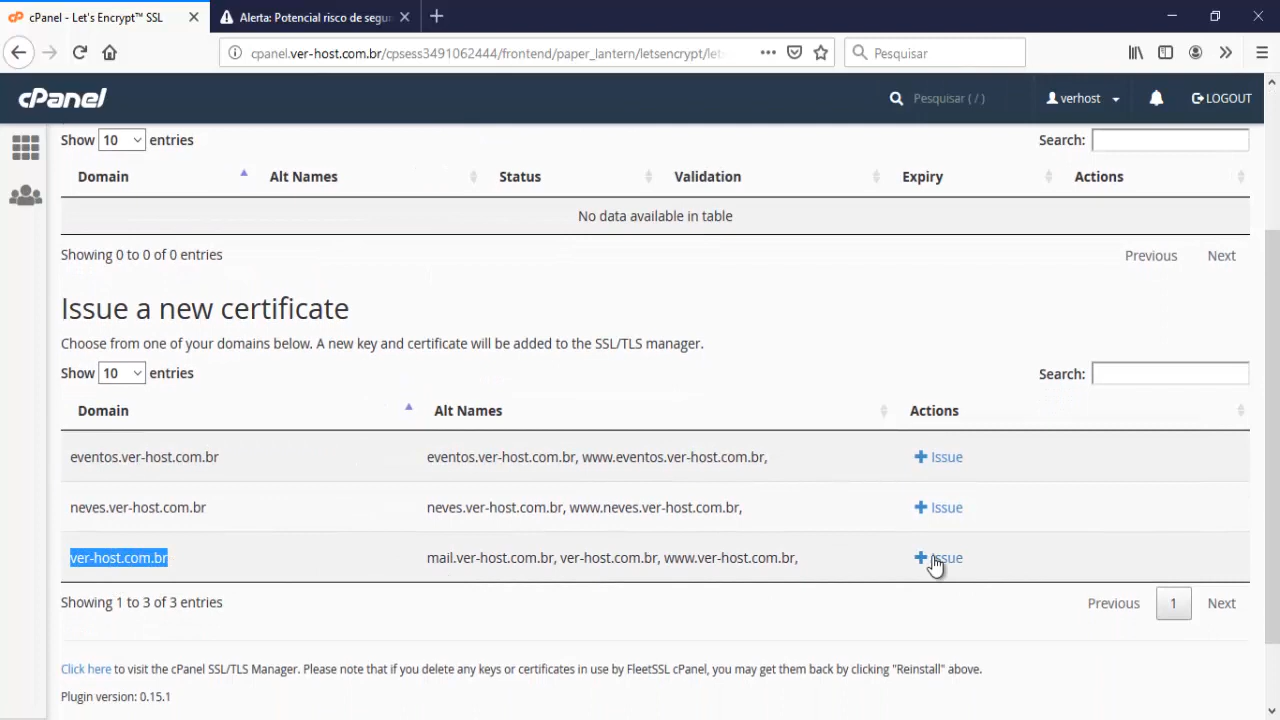 cPanel - Let's Encrypt™ SSL
Alerta: Potencial risco de segur
cpanel.ver-host.com.br/cpsess3491062444/frontend/paper_lantern/letsencrypt/let
Pesquisar
cPanel
Pesquisar ( / )
verhost
LOGOUT
Show 10 entries
Search:
Domain Alt Names Status Validation Expiry Actions
No data available in table
Showing 0 to 0 of 0 entries
Previous Next
Issue a new certificate
Choose from one of your domains below. A new key and certificate will be added to the SSL/TLS manager.
Show 10 entries
Search:
Domain Alt Names Actions
eventos.ver-host.com.br eventos.ver-host.com.br, www.eventos.ver-host.com.br, Issue
neves.ver-host.com.br neves.ver-host.com.br, www.neves.ver-host.com.br, Issue
ver-host.com.br mail.ver-host.com.br, ver-host.com.br, www.ver-host.com.br, Issue
Showing 1 to 3 of 3 entries
Previous 1 Next
Click here to visit the cPanel SSL/TLS Manager. Please note that if you delete any keys or certificates in use by FleetSSL cPanel, you may get them back by clicking "Reinstall" above.
Plugin version: 0.15.1